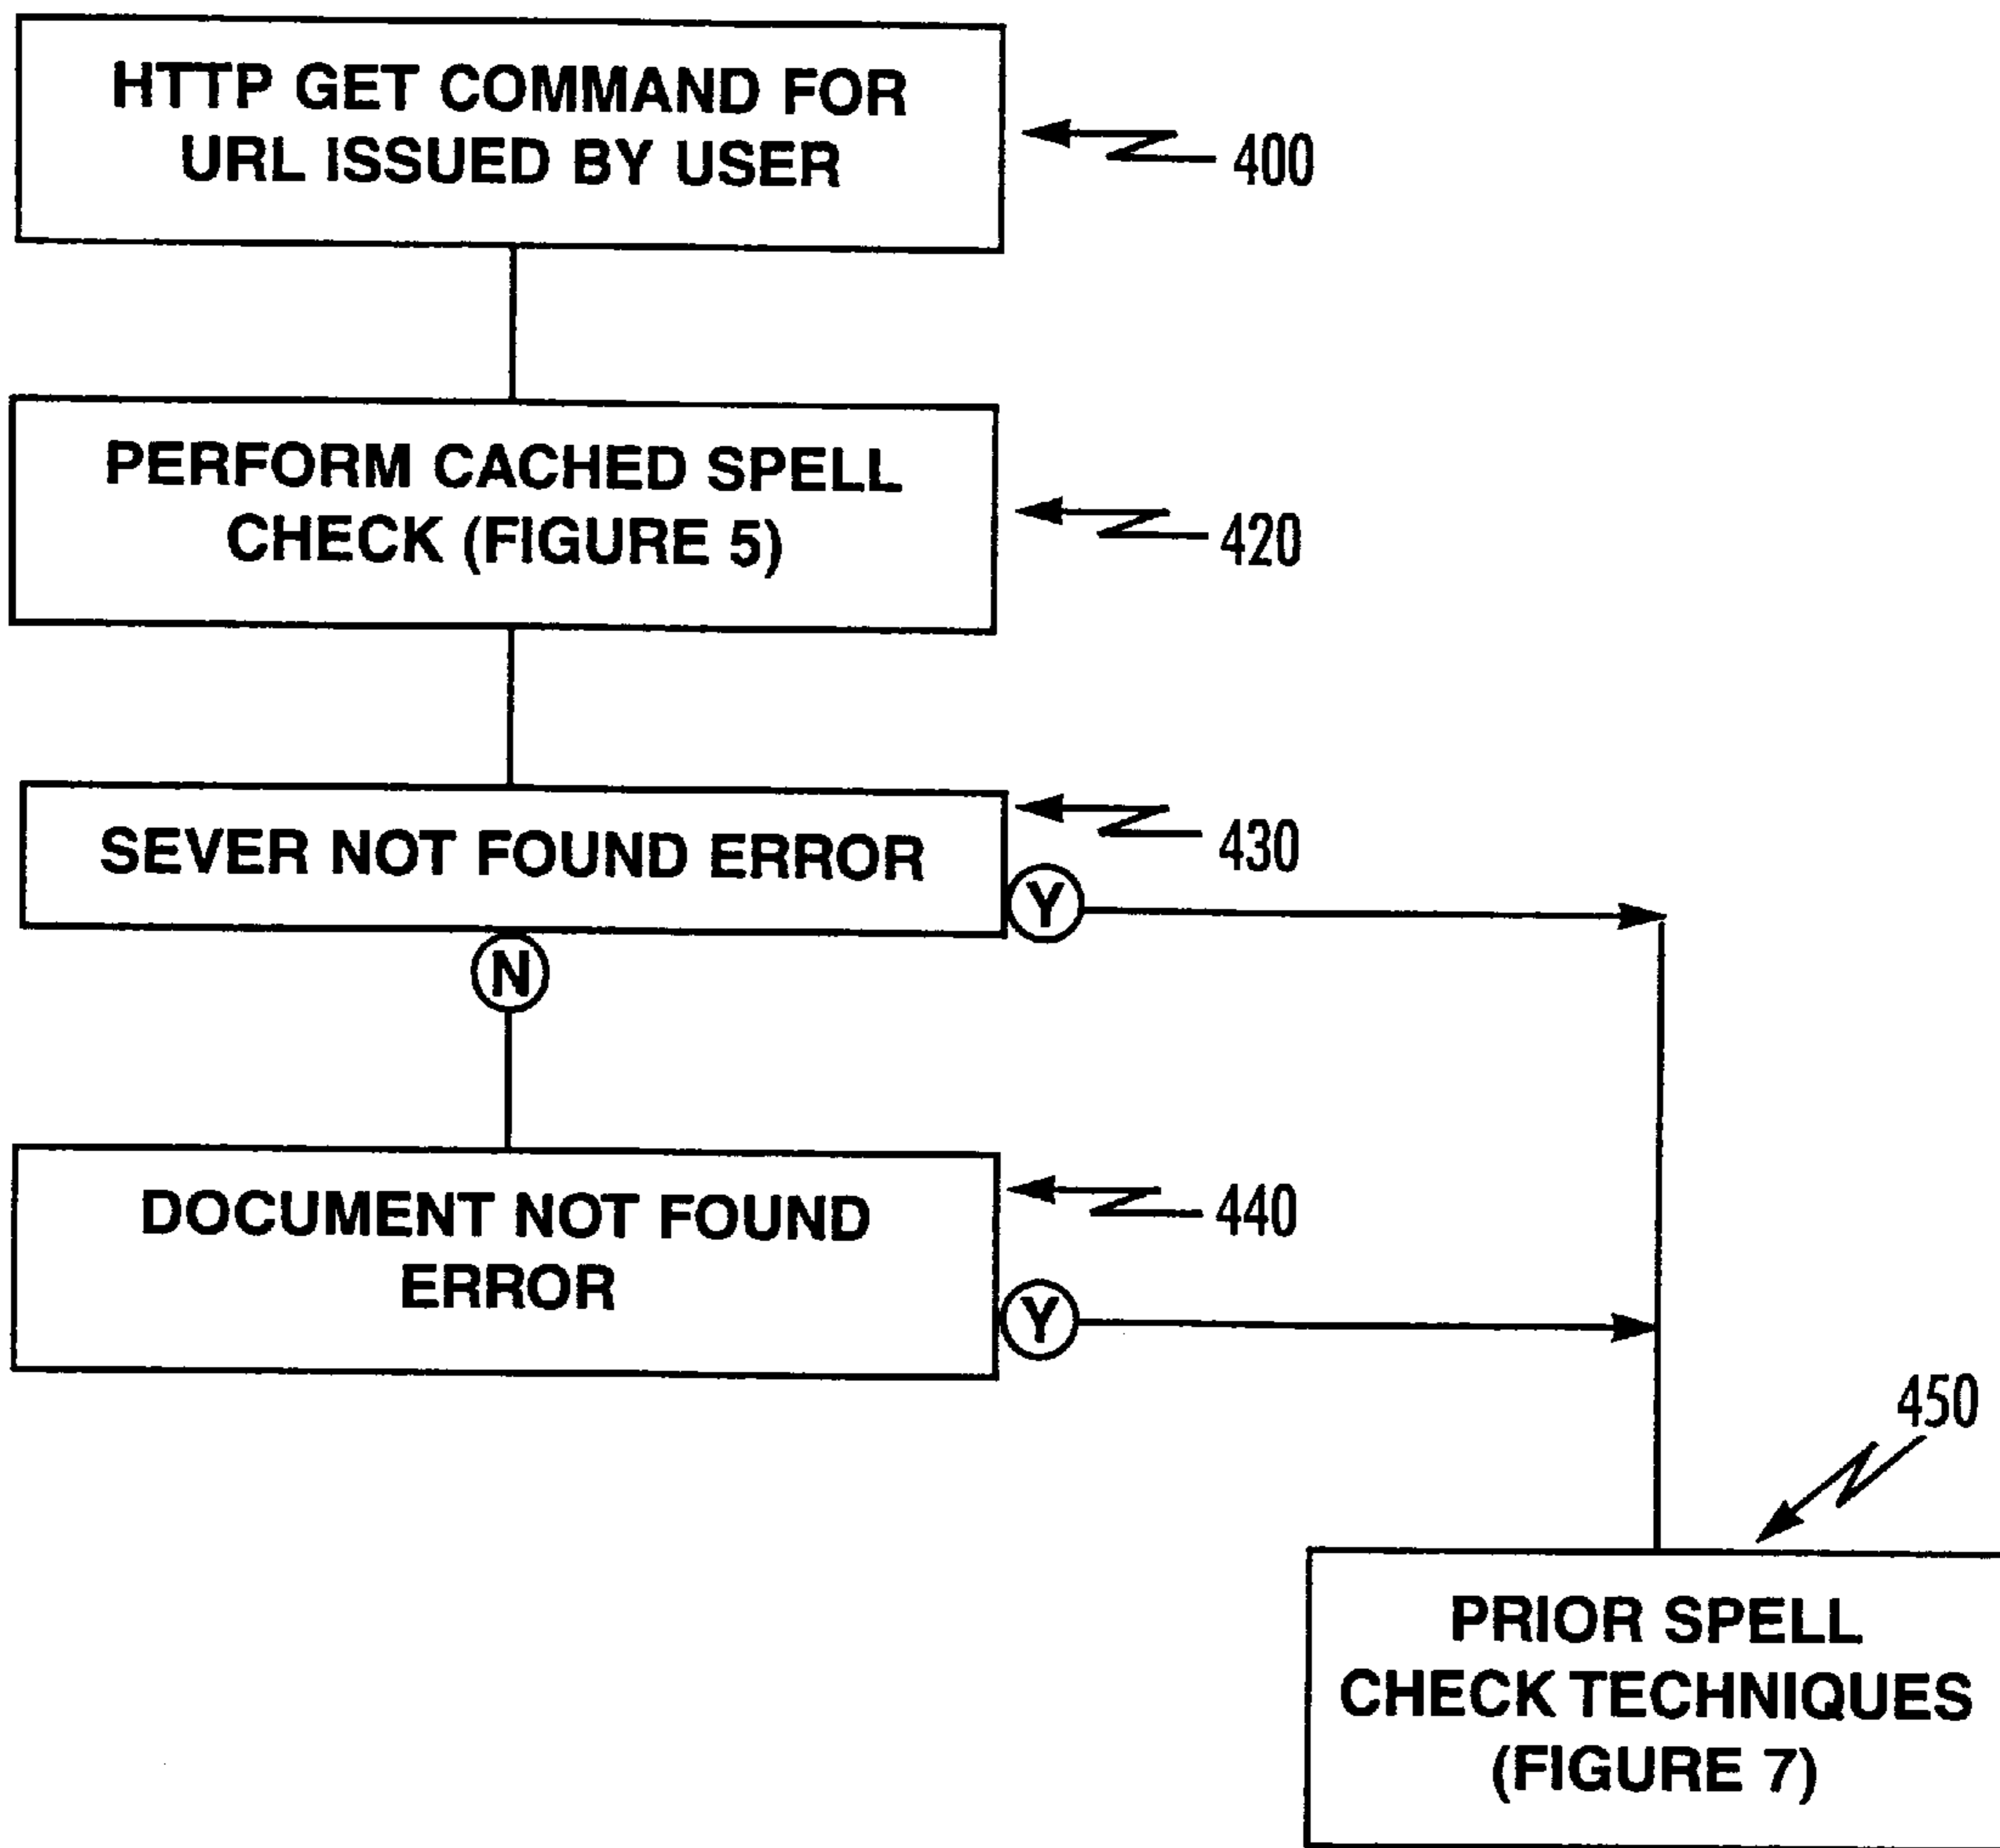 HTTP GET COMMAND FOR
URL ISSUED BY USER
400
PERFORM CACHED SPELL
CHECK (FIGURE 5)
420
SEVER NOT FOUND ERROR
430
Y
N
DOCUMENT NOT FOUND
ERROR
440
Y
450
PRIOR SPELL
CHECK TECHNIQUES
(FIGURE 7)